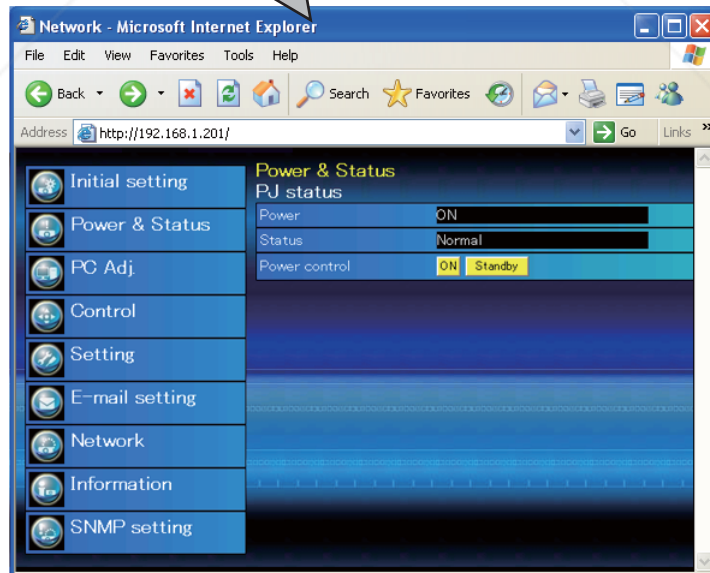 Network - Microsoft Internet Explorer
File Edit View Favorites Tools Help
Back Search Favorites
Address http://192.168.1.201/ Go Links »
Initial setting
Power & Status
PC Adj.
Control
Setting
E-mail setting
Network
Information
SNMP setting
Power & Status
PJ status
Power ON
Status Normal
Power control ON Standby